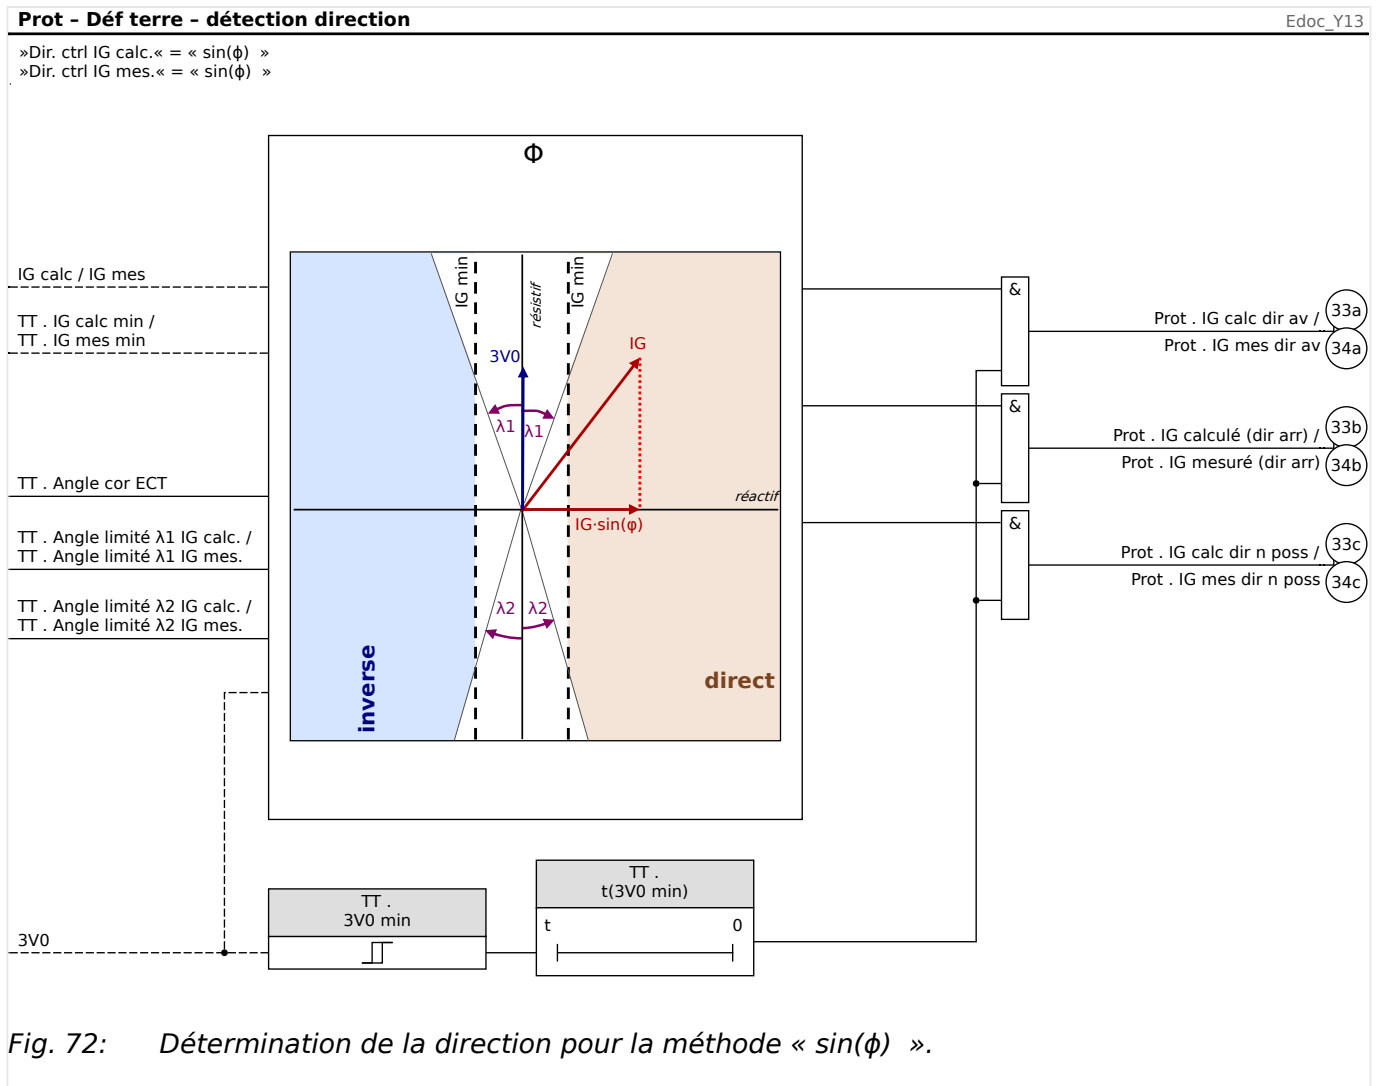 Prot – Déf terre – détection direction
Edoc_Y13
»Dir. ctrl IG calc.« = « sin(ϕ)  »
»Dir. ctrl IG mes.« = « sin(ϕ)  »
Φ
IG calc / IG mes
TT . IG calc min /
TT . IG mes min
TT . Angle cor ECT
TT . Angle limité λ1 IG calc. /
TT . Angle limité λ1 IG mes.
TT . Angle limité λ2 IG calc. /
TT . Angle limité λ2 IG mes.
3V0
IG min
résistif
IG min
3V0
IG
λ1
λ1
réactif
IG·sin(φ)
λ2
λ2
inverse
direct
&
Prot . IG calc dir av /
33a
Prot . IG mes dir av
34a
&
Prot . IG calculé (dir arr) /
33b
Prot . IG mesuré (dir arr)
34b
&
Prot . IG calc dir n poss /
33c
Prot . IG mes dir n poss
34c
TT .
3V0 min
TT .
t(3V0 min)
t
0
Fig. 72: Détermination de la direction pour la méthode « sin(ϕ)  ».